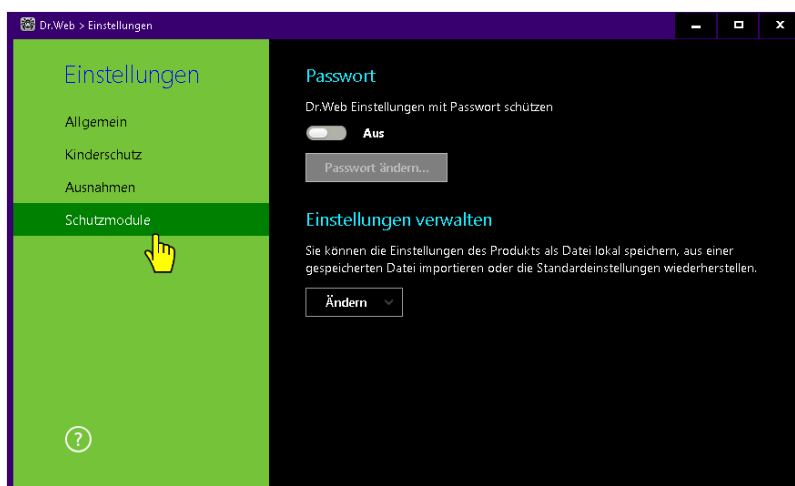 Dr.Web > Einstellungen
Einstellungen
Allgemein
Kinderschutz
Ausnahmen
Schutzmodule
?
Passwort
Dr.Web Einstellungen mit Passwort schützen
Aus
Passwort ändern...
Einstellungen verwalten
Sie können die Einstellungen des Produkts als Datei lokal speichern, aus einer
gespeicherten Datei importieren oder die Standardeinstellungen wiederherstellen.
Ändern